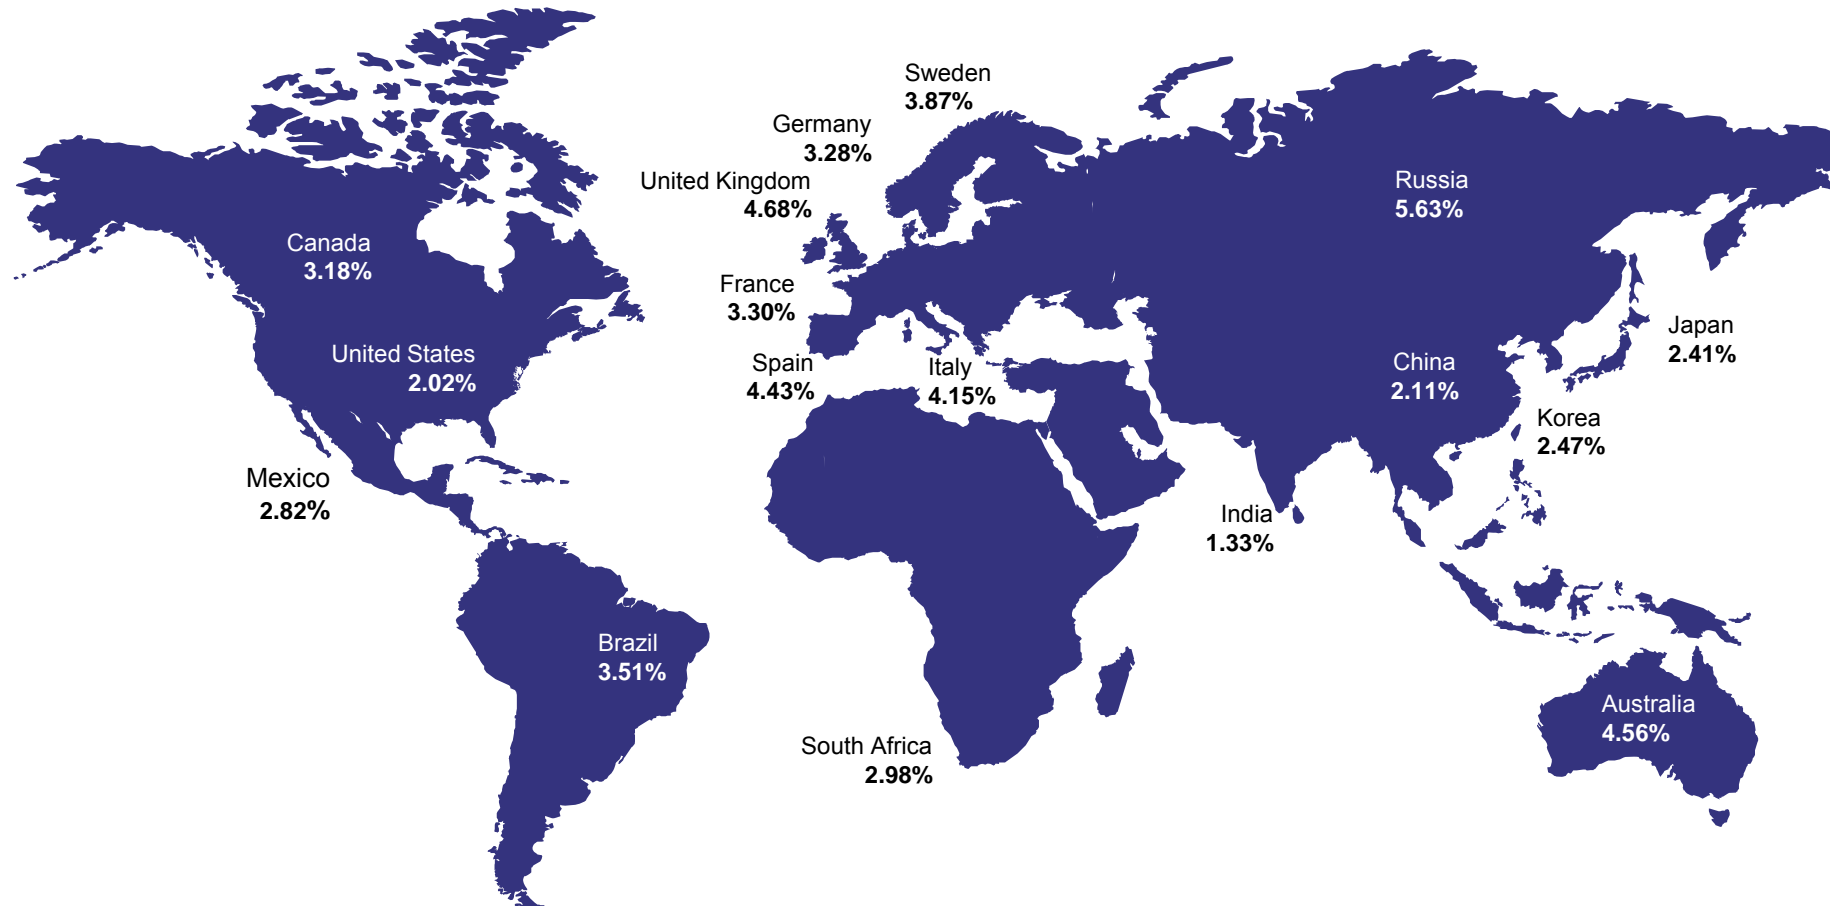 Sweden
3.87%
Germany
3.28%
United Kingdom
4.68%
Russia
5.63%
Canada
3.18%
France
3.30%
Japan
2.41%
United States
2.02%
Spain
4.43%
Italy
4.15%
China
2.11%
Korea
2.47%
Mexico
2.82%
India
1.33%
Brazil
3.51%
Australia
4.56%
South Africa
2.98%